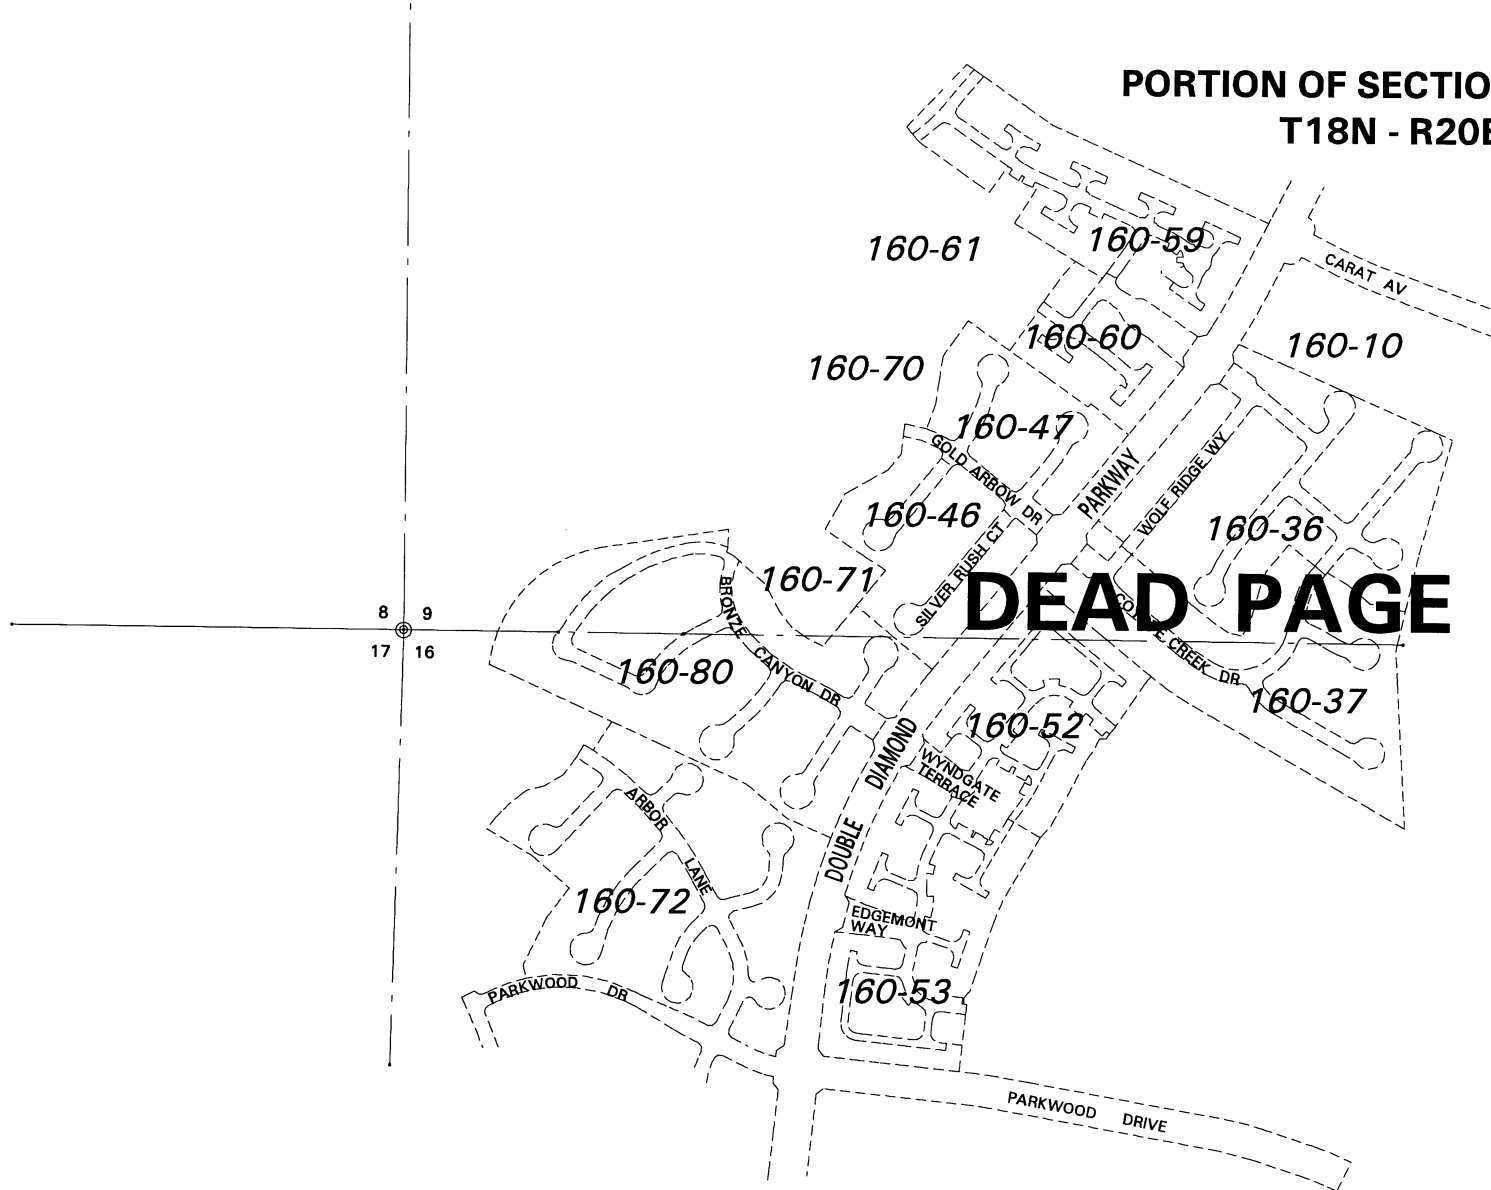 PORTION OF SECTIO
T18N - R20E
160-61
160-59
CARAT AV
160-60
160-10
160-70
160-47
GOLD ARROW DR
PARKWAY
WOLF RIDGE WY
160-46
160-36
SILVER RUSH CT
160-71
DEAD PAGE
BRONZE CANYON DR
8 9
17 16
CREEK DR
160-80
160-37
160-52
DOUBLE DIAMOND
WYNDGATE
TERRACE
ARBOR LANE
160-72
EDGEMONT
WAY
160-53
PARKWOOD DR
PARKWOOD DRIVE